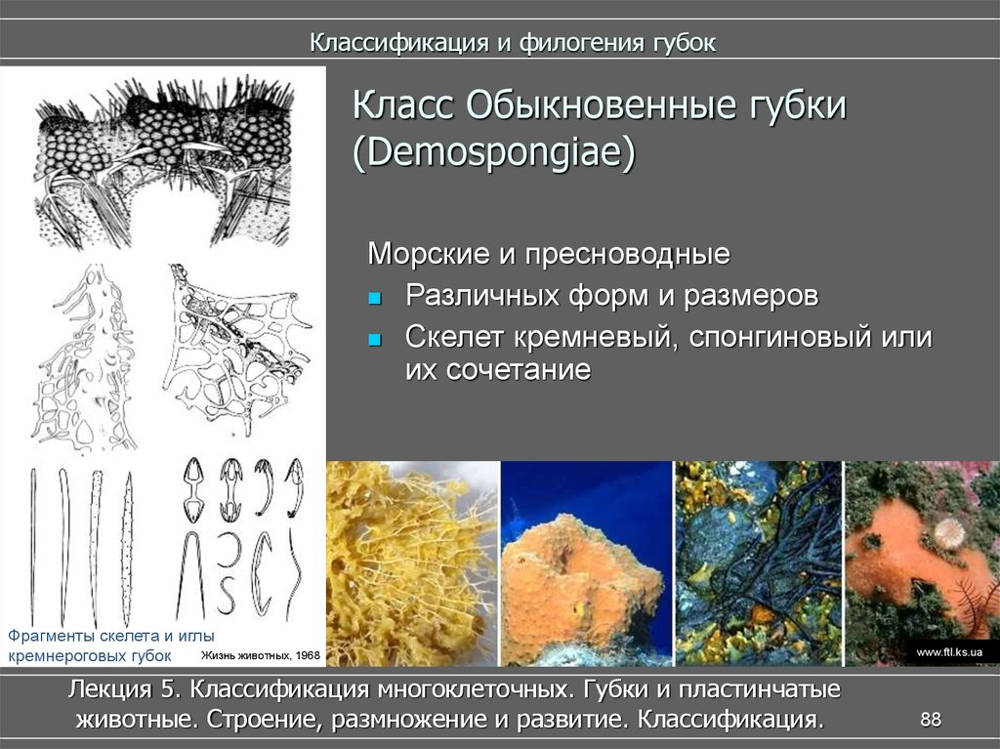 Классификация и филогения губок
Класс Обыкновенные губки
(Demospongiae)
Морские и пресноводные
Различных форм и размеров
Скелет кремневый, спонгиновый или
их сочетание
Фрагменты скелета и иглы
кремнероговых губок
Жизнь животных, 1968
www.ftl.ks.ua
Лекция 5. Классификация многоклеточных. Губки и пластинчатые
животные. Строение, размножение и развитие. Классификация.
88